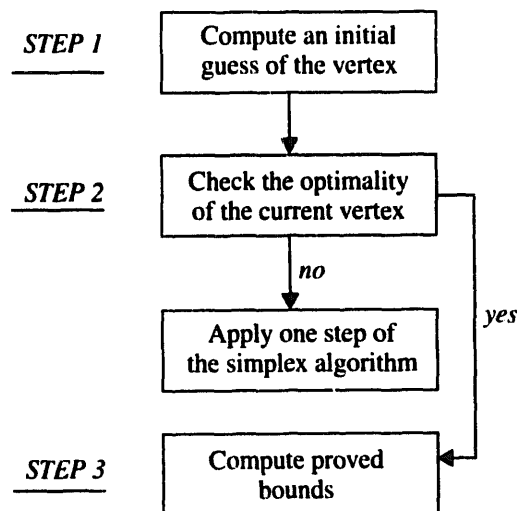 STEP 1
Compute an initial
guess of the vertex
STEP 2
Check the optimality
of the current vertex
no
yes
Apply one step of
the simplex algorithm
STEP 3
Compute proved
bounds